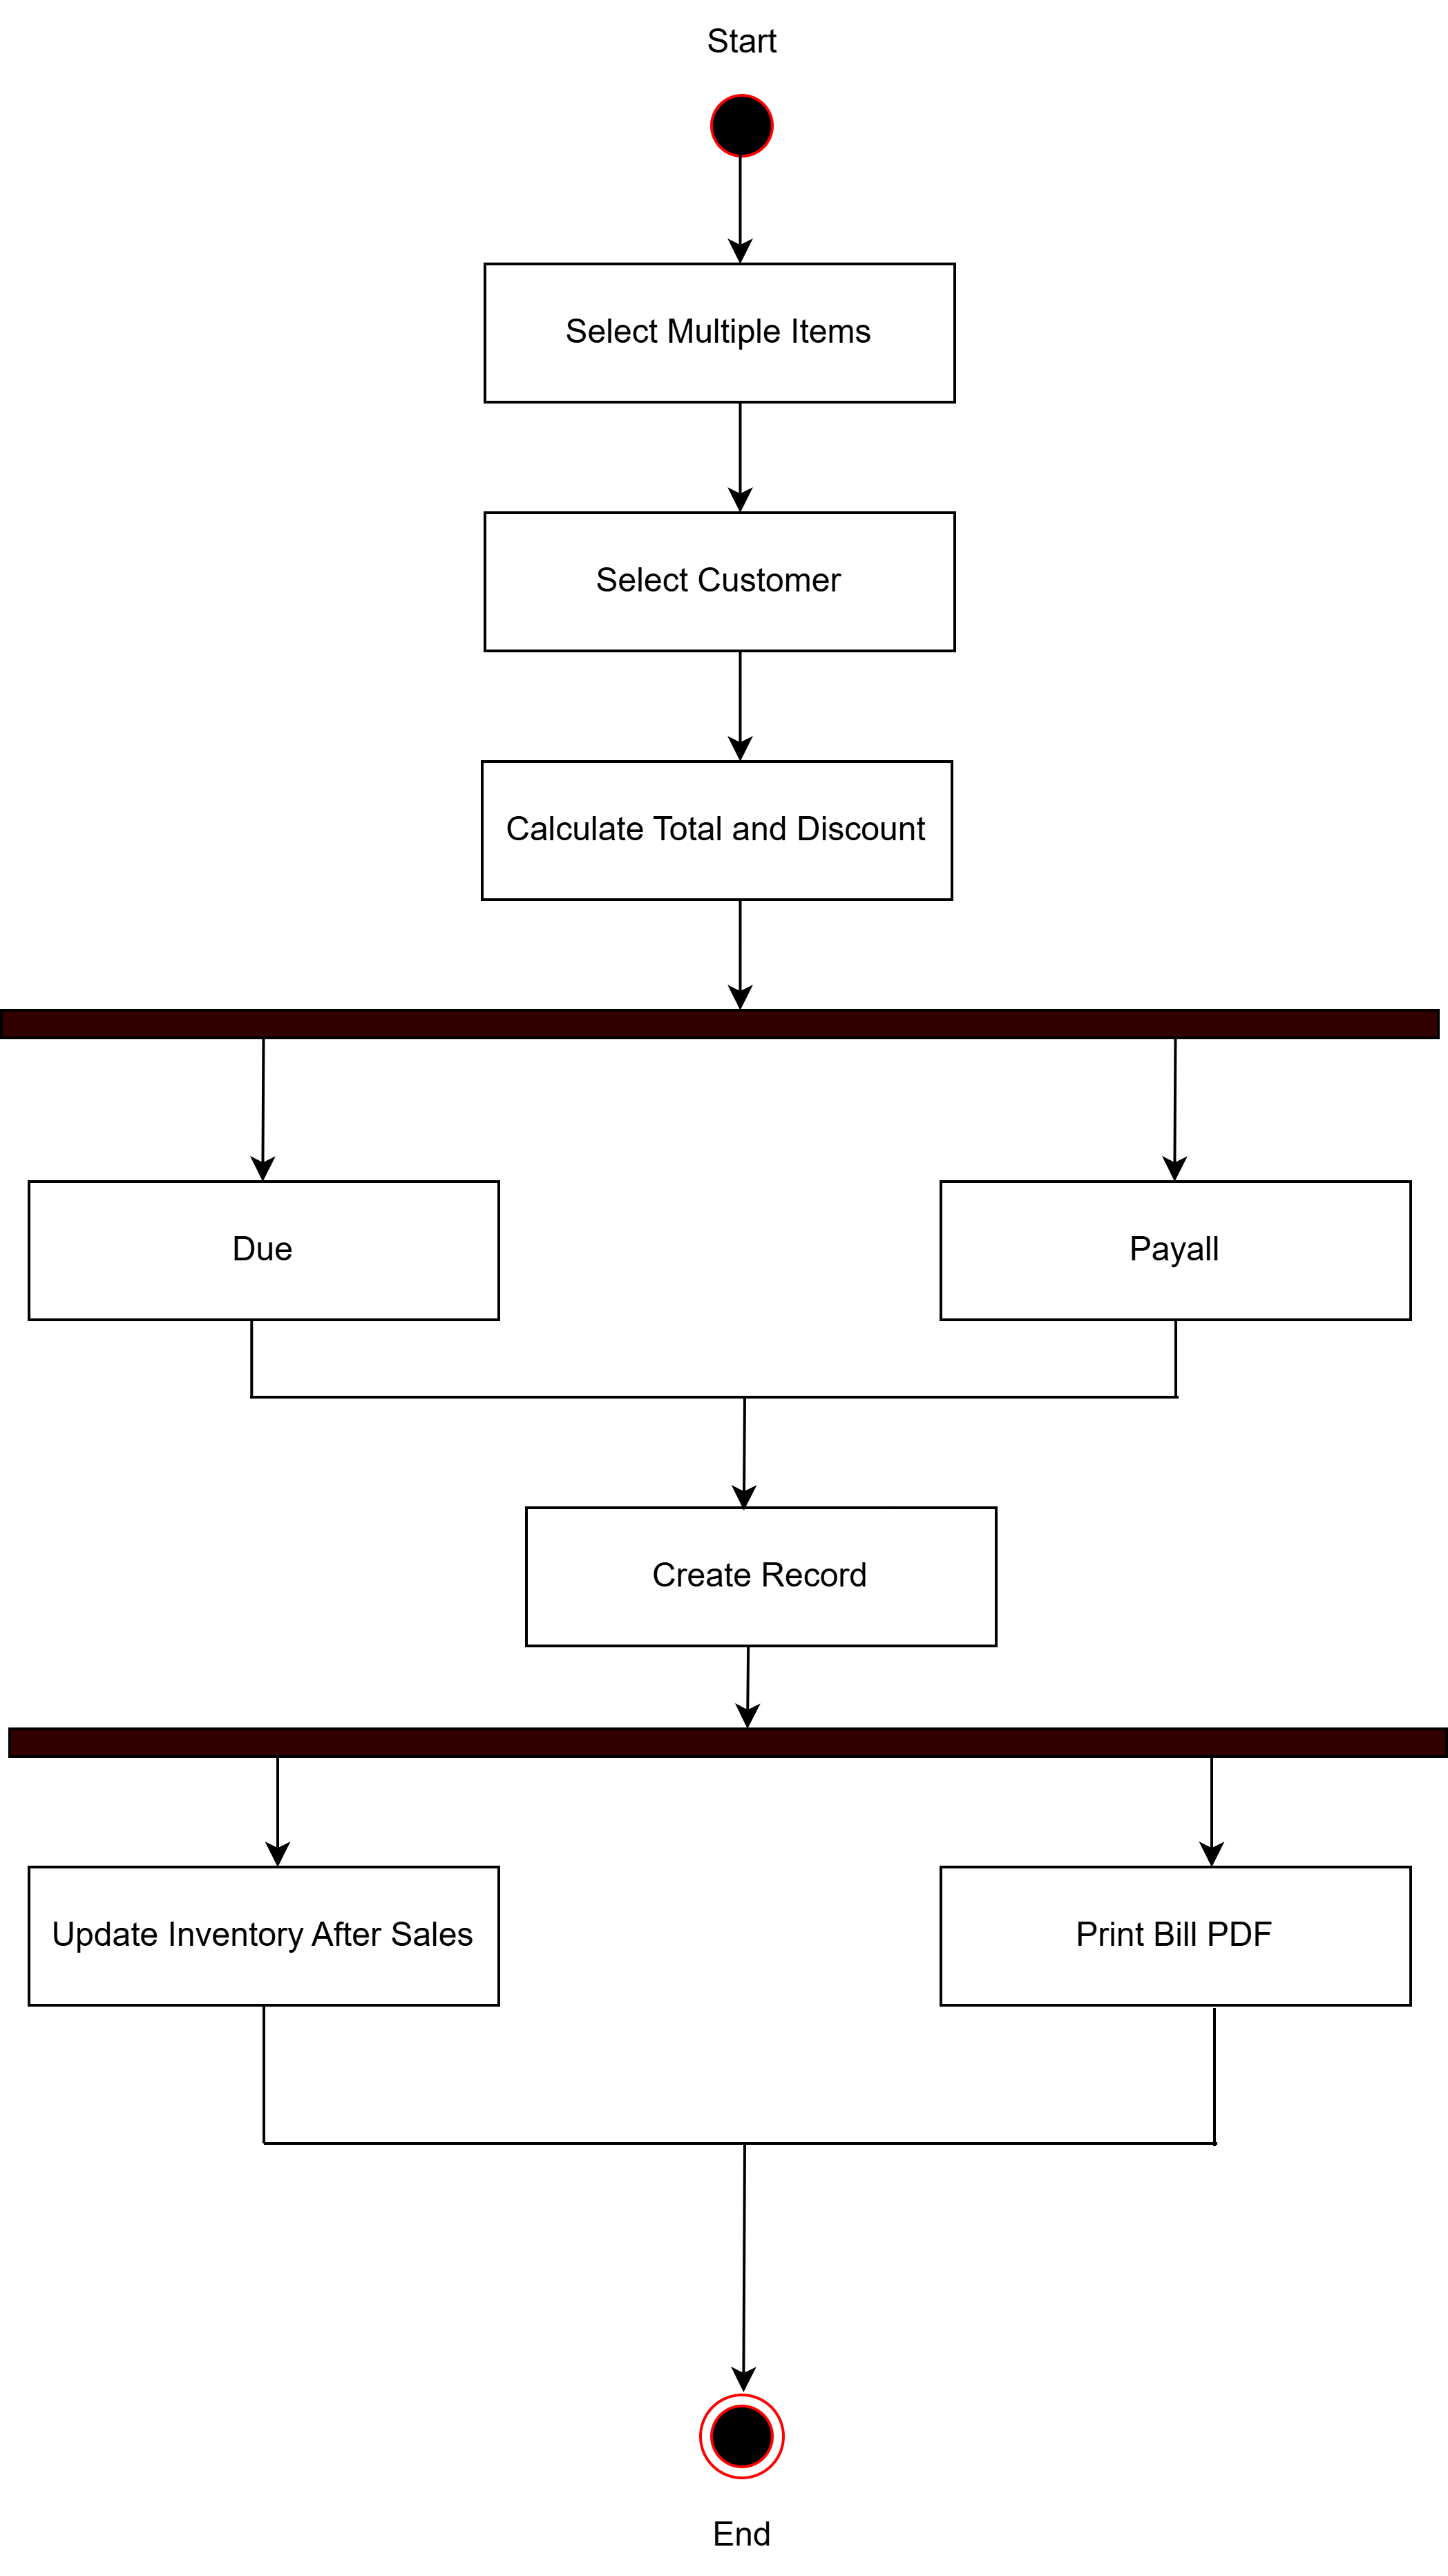 Start
Select Multiple Items
Select Customer
Calculate Total and Discount
Due
Payall
Create Record
Update Inventory After Sales
Print Bill PDF
End